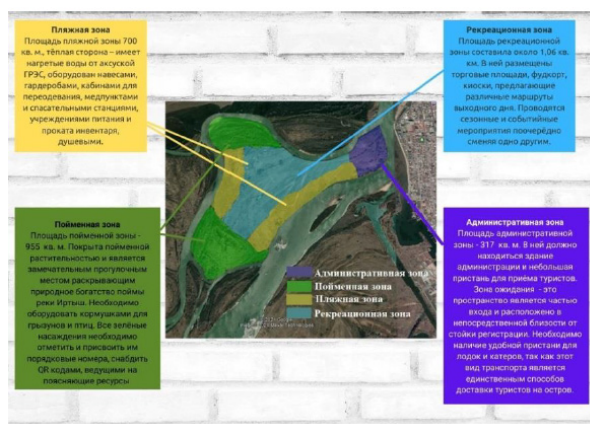 Пляжная зона
Площадь пляжной зоны 700
кв. м., тёплая сторона – имеет
нагретые воды от аксуской
ГРЭС, оборудован навесами,
гардеробами, кабинами для
переодевания, медпунктами
и спасательными станциями,
учреждениями питания и
проката инвентаря,
душевыми.
Рекреационная зона
Площадь рекреационной
зоны составила около 1,06 кв.
км. В ней размещены
торговые площади, фудкорт,
киоски, предлагающие
различные маршруты
выходного дня. Проводятся
сезонные и событийные
мероприятия поочерёдно
сменяя одно другим.
Пойменная зона
Площадь пойменной зоны -
955 кв. м. Покрыта пойменной
растительностью и является
замечательным прогулочным
местом раскрывающим
природное богатство поймы
реки Иртыш. Необходимо
оборудовать кормушками для
грызунов и птиц. Все зелёные
насаждения необходимо
отметить и присвоить им
порядковые номера, снабдить
QR кодами, ведущими на
поясняющие ресурсы
Административная зона
Пойменная зона
Пляжная зона
Рекреационная зона
Административная зона
Площадь административной
зоны - 317 кв. м. В ней должно
находиться здание
администрации и небольшая
пристань для приёма туристов.
Зона ожидания - это
пространство является частью
входа и расположено в
непосредственной близости от
стойки регистрации. Необходимо
наличие удобной пристани для
лодок и катеров, так как этот
вид транспорта является
единственным способов
доставки туристов на остров.